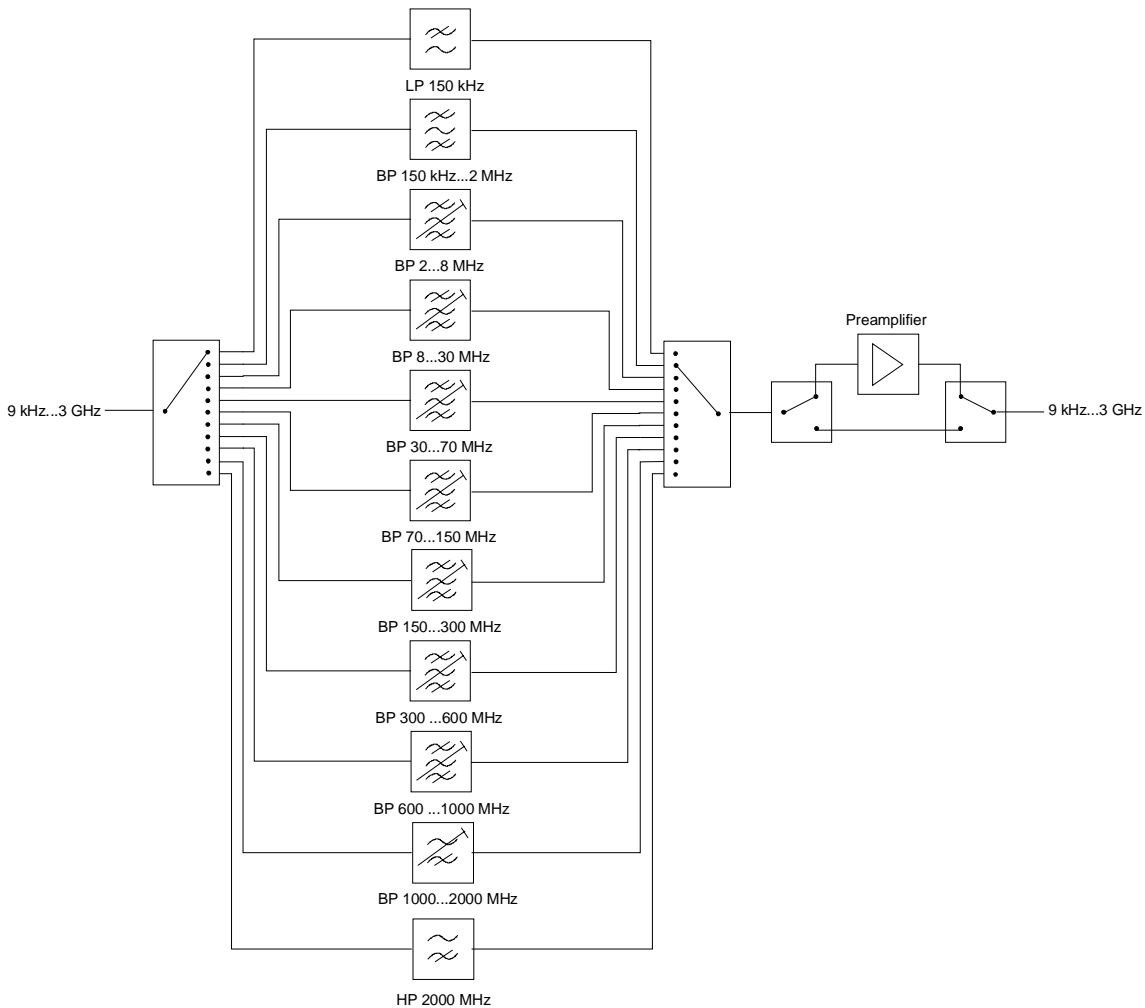 LP 150 kHz
BP 150 kHz...2 MHz
BP 2...8 MHz
BP 8...30 MHz
Preamplifier
9 kHz...3 GHz
9 kHz...3 GHz
BP 30...70 MHz
BP 70...150 MHz
BP 150...300 MHz
BP 300 ...600 MHz
BP 600 ...1000 MHz
BP 1000...2000 MHz
HP 2000 MHz